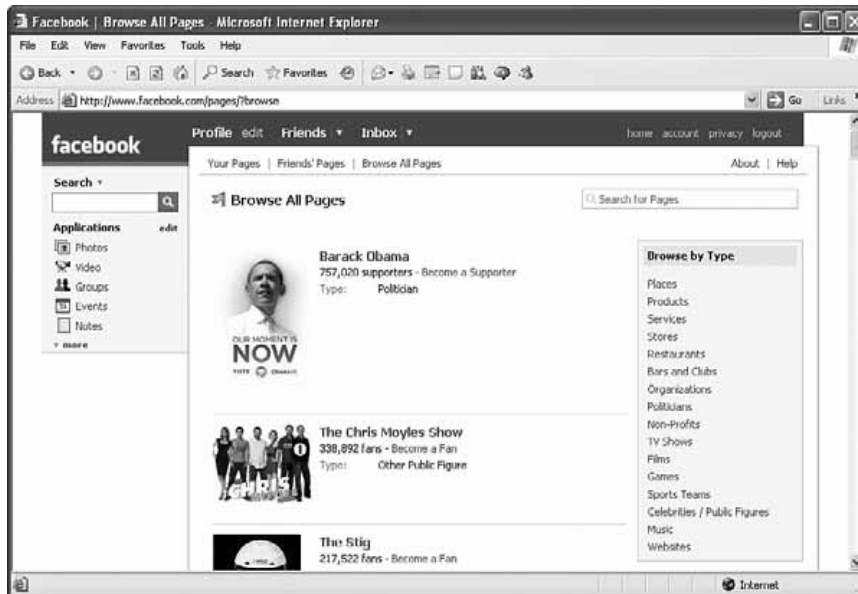 Facebook | Browse All Pages - Microsoft Internet Explorer
File Edit View Favorites Tools Help
Back Search Favorites
Address http://www.facebook.com/pages/?browse Go Links
facebook
Profile edit Friends Inbox home account privacy logout
Your Pages | Friends' Pages | Browse All Pages About | Help
Search
Applications edit
Photos
Video
Groups
Events
Notes
more
Browse All Pages
Search for Pages
Barack Obama
757,020 supporters - Become a Supporter
Type: Politician
OUR MOMENT IS
NOW
The Chris Moyles Show
338,892 fans - Become a Fan
Type: Other Public Figure
CHRIS
The Stig
217,522 fans - Become a Fan
Browse by Type
Places
Products
Services
Stores
Restaurants
Bars and Clubs
Organizations
Politicians
Non-Profits
TV Shows
Films
Games
Sports Teams
Celebrities / Public Figures
Music
Websites
Internet